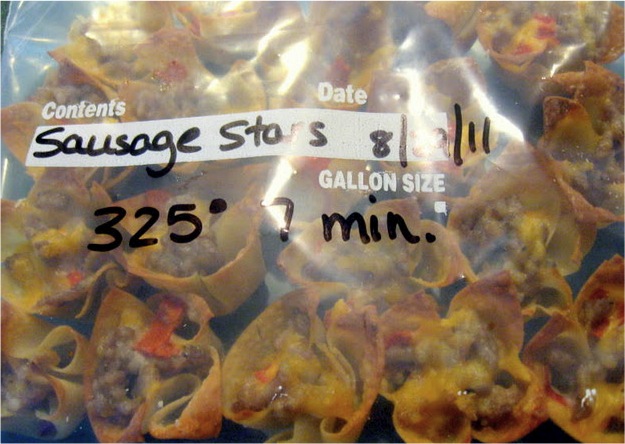 Contents Date
Sausage Stars 8/ /11
GALLON SIZE
325° 7 min.